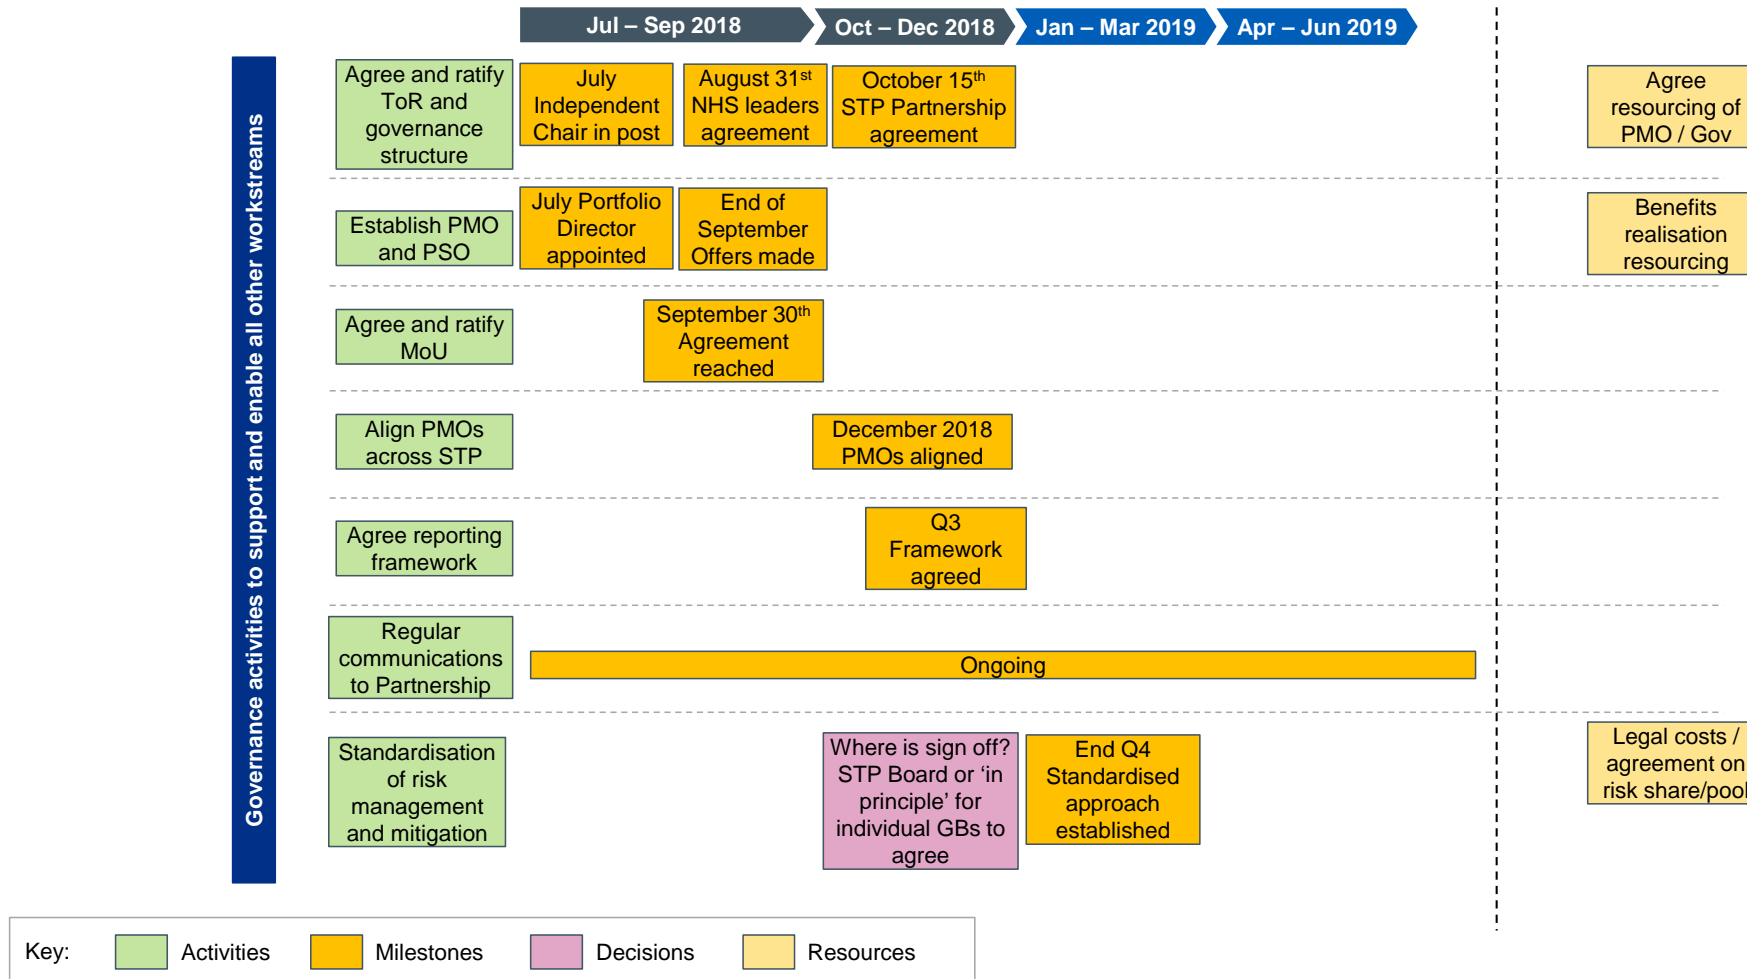 Jul – Sep 2018
Oct – Dec 2018
Jan – Mar 2019
Apr – Jun 2019
Governance activities to support and enable all other workstreams
Agree and ratify
ToR and
governance
structure
July
Independent
Chair in post
August 31st
NHS leaders
agreement
October 15th
STP Partnership
agreement
Agree
resourcing of
PMO / Gov
Establish PMO
and PSO
July Portfolio
Director
appointed
End of
September
Offers made
Benefits
realisation
resourcing
Agree and ratify
MoU
September 30th
Agreement
reached
Align PMOs
across STP
December 2018
PMOs aligned
Agree reporting
framework
Q3
Framework
agreed
Regular
communications
to Partnership
Ongoing
Standardisation
of risk
management
and mitigation
Where is sign off?
STP Board or ‘in
principle’ for
individual GBs to
agree
End Q4
Standardised
approach
established
Legal costs /
agreement on
risk share/pool
Key:
Activities
Milestones
Decisions
Resources